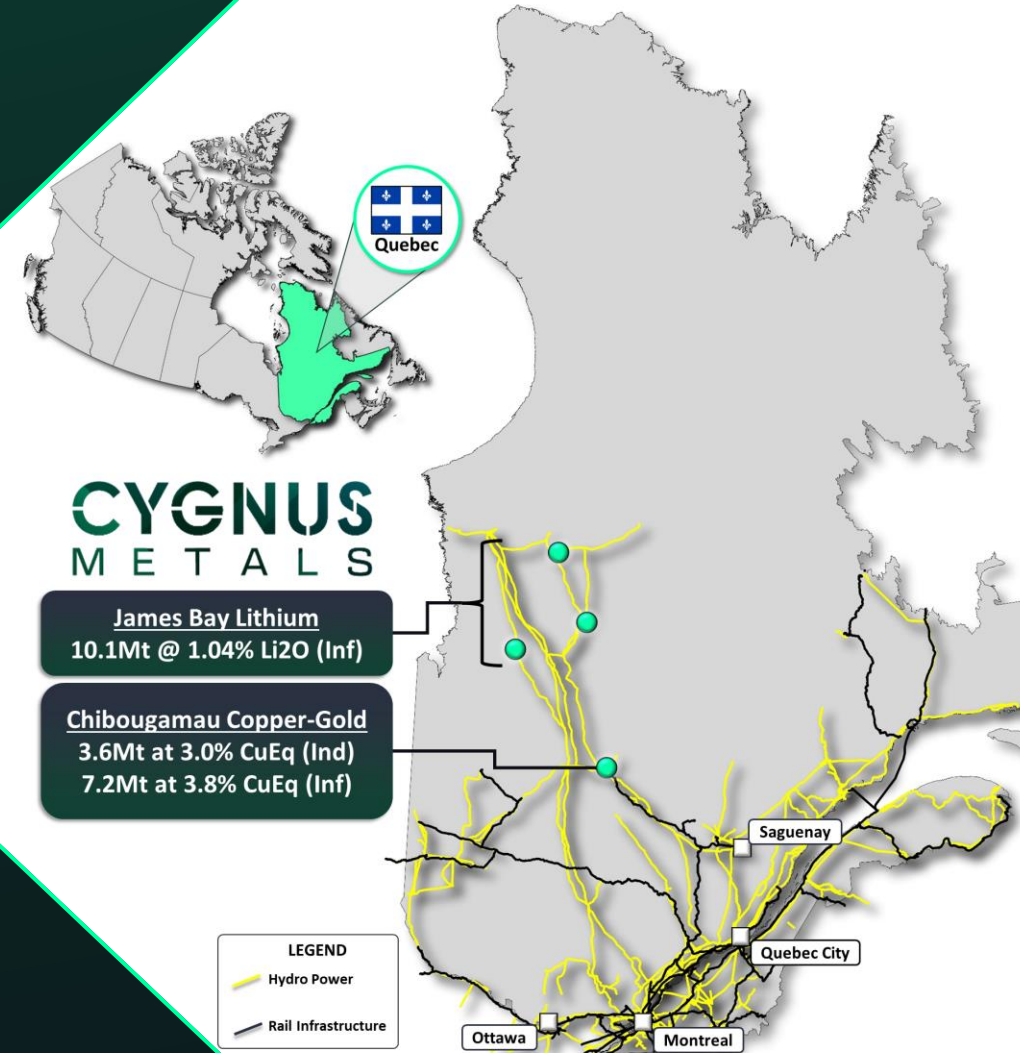 Quebec
CYGNUS
METALS
James Bay Lithium
10.1Mt @ 1.04% Li2O (Inf)
Chibougamau Copper-Gold
3.6Mt at 3.0% CuEq (Ind)
7.2Mt at 3.8% CuEq (Inf)
Saguenay
Quebec City
Ottawa
Montreal
LEGEND
Hydro Power
Rail Infrastructure